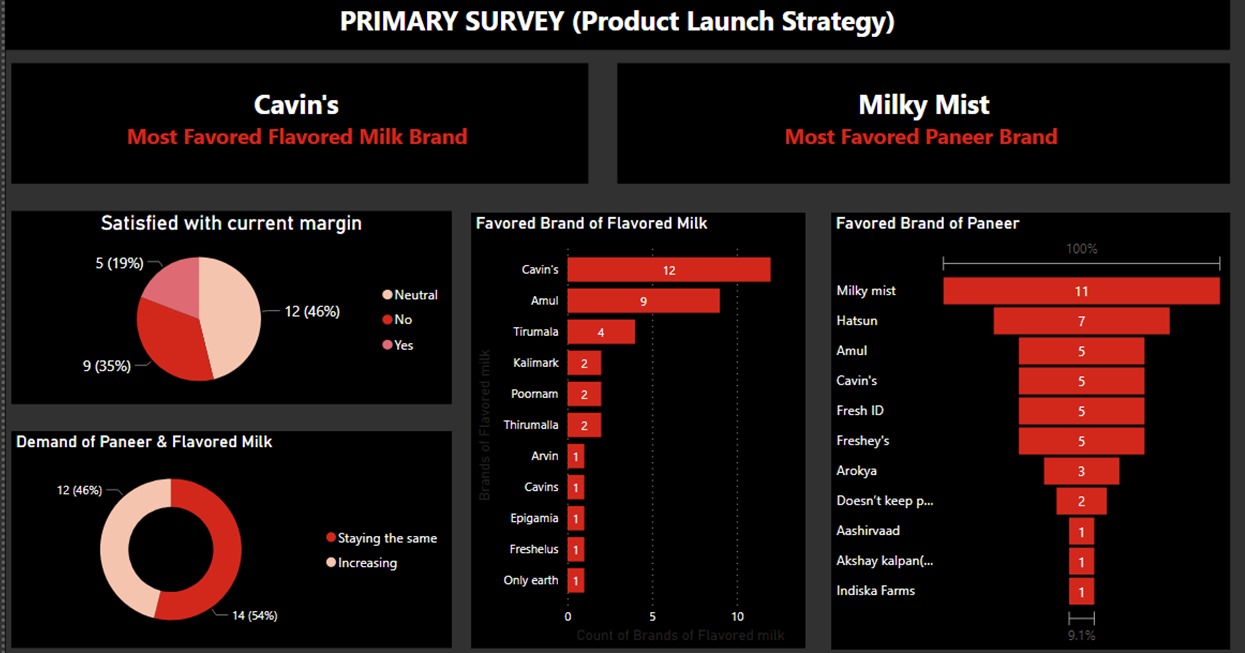 PRIMARY SURVEY (Product Launch Strategy)
Cavin's
Most Favored Flavored Milk Brand
Milky Mist
Most Favored Paneer Brand
Satisfied with current margin
5 (19%)
12 (46%)
9 (35%)
Neutral
No
Yes
Demand of Paneer & Flavored Milk
12 (46%)
14 (54%)
Staying the same
Increasing
Favored Brand of Flavored Milk
Brands of Flavored milk
Cavin's 12
Amul 9
Tirumala 4
Kalimark 2
Poornam 2
Thirumalla 2
Arvin 1
Cavins 1
Epigamia 1
Freshelus 1
Only earth 1
0 5 10
Count of Brands of Flavored milk
Favored Brand of Paneer
100%
Milky mist 11
Hatsun 7
Amul 5
Cavin's 5
Fresh ID 5
Freshey's 5
Arokya 3
Doesn't keep p... 2
Aashirvaad 1
Akshay kalpan(... 1
Indiska Farms 1
9.1%